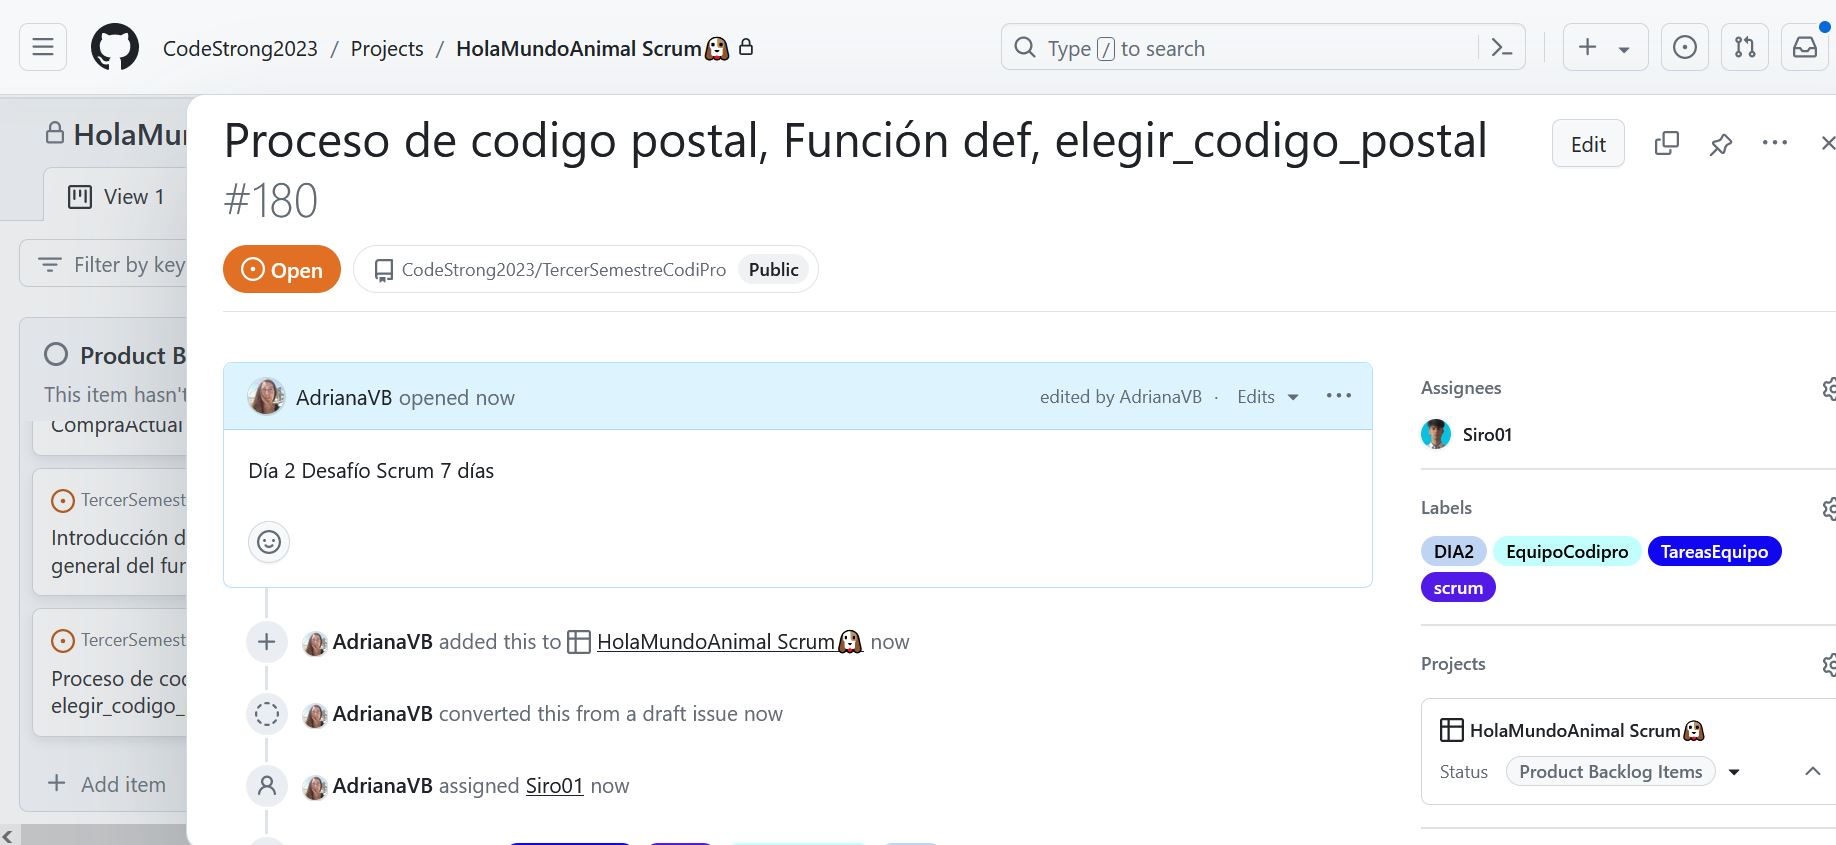 CodeStrong2023 / Projects / HolaMundoAnimal Scrum
Type / to search
HolaMun
View 1
Filter by key
Product B
This item hasn't
CompraActual
TercerSemest
Introducción d
general del fun
TercerSemest
Proceso de cod
elegir_codigo_
+ Add item
Proceso de codigo postal, Función def, elegir_codigo_postal
#180
Edit
Open
CodeStrong2023/TercerSemestreCodiPro Public
AdrianaVB opened now
edited by AdrianaVB · Edits
Día 2 Desafío Scrum 7 días
AdrianaVB added this to HolaMundoAnimal Scrum now
AdrianaVB converted this from a draft issue now
AdrianaVB assigned Siro01 now
Assignees
Siro01
Labels
DIA2 EquipoCodipro TareasEquipo
scrum
Projects
HolaMundoAnimal Scrum
Status Product Backlog Items